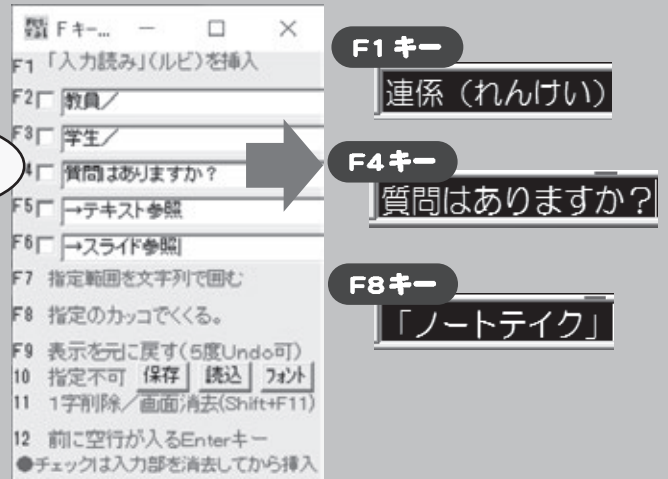 Fキー...
F1「入力読み」(ルビ)を挿入
F2 教員／
F3 学生／
4 質問はありますか？
F5 →テキスト参照
F6 →スライド参照
F7 指定範囲を文字列で囲む
F8 指定のカッコでくくる。
F9 表示を元に戻す(5度Undo可)
10 指定不可 保存 読込 フォント
11 1字削除／画面消去(Shift+F11)
12 前に空行が入るEnterキー
●チェックは入力部を消去してから挿入
F1キー
連係（れんけい）
F4キー
質問はありますか？
F8キー
「ノートテイク」